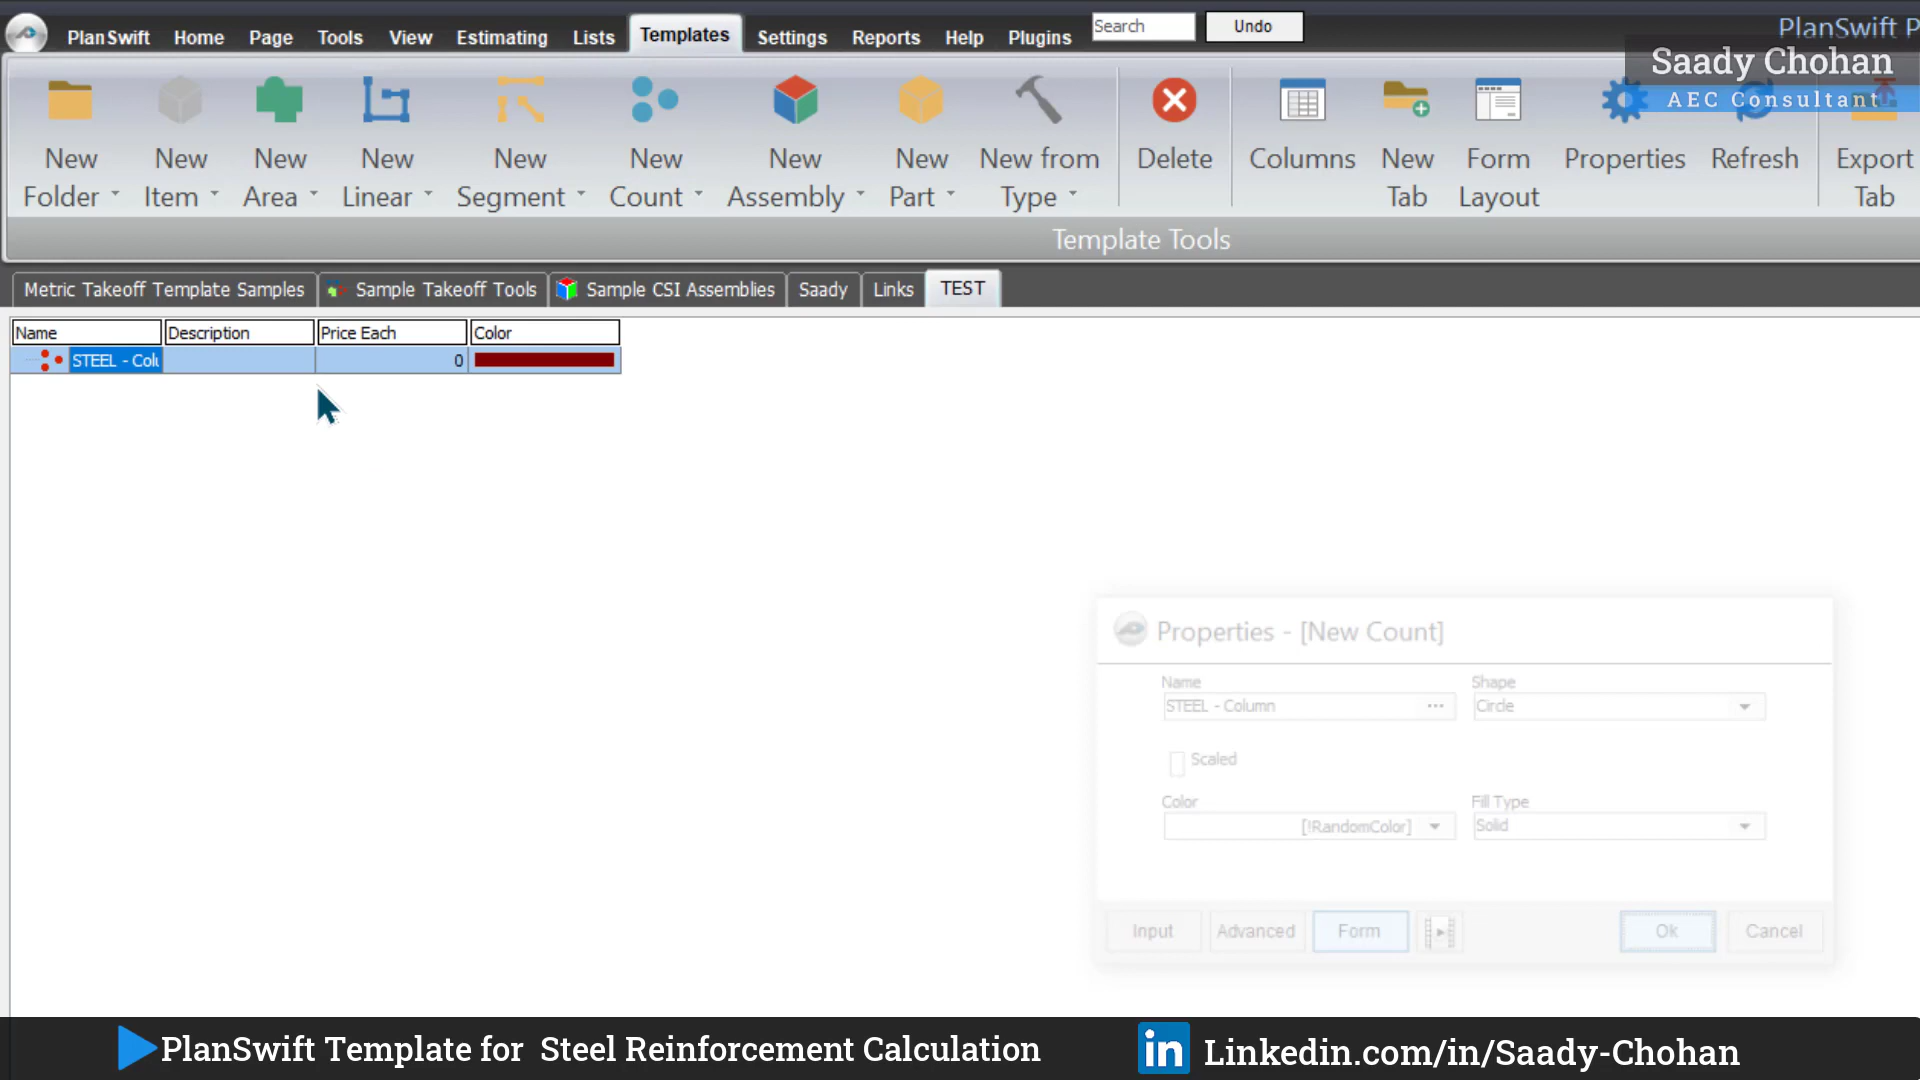 PlanSwift Home Page Tools View Estimating Lists Templates Settings Reports Help Plugins Search Undo PlanSwift P
Saady Chohan
AEC Consultant
New Folder
New Item
New Area
New Linear
New Segment
New Count
New Assembly
New Part
New from Type
Delete
Columns
New Tab
Form Layout
Properties
Refresh
Export Tab
Template Tools
Metric Takeoff Template Samples Sample Takeoff Tools Sample CSI Assemblies Saady Links TEST
Name Description Price Each Color
STEEL - Colu 0
Properties - [New Count]
Name Shape
STEEL - Column ... Circle
Scaled
Color Fill Type
[!RandomColor] Solid
Input Advanced Form Ok Cancel
PlanSwift Template for Steel Reinforcement Calculation
in Linkedin.com/in/Saady-Chohan